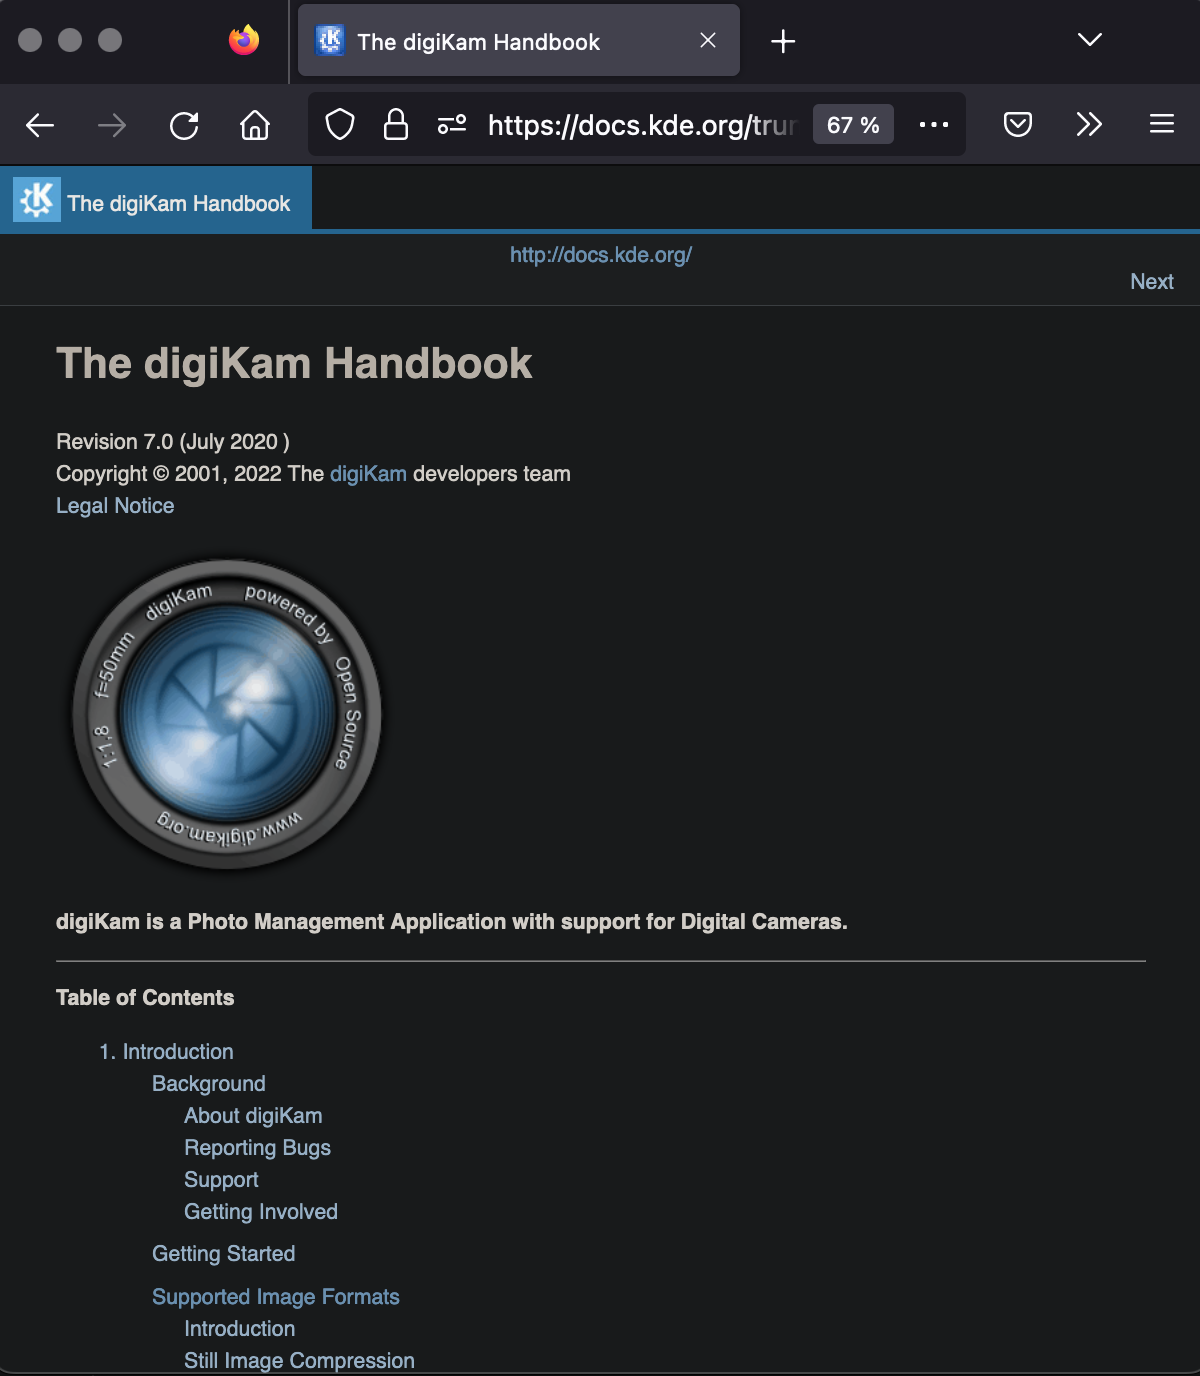 The digiKam Handbook
https://docs.kde.org/trun
67 %
The digiKam Handbook
http://docs.kde.org/
Next
The digiKam Handbook
Revision 7.0 (July 2020 )
Copyright © 2001, 2022 The digiKam developers team
Legal Notice
1:1,8 f=50mm digiKam powered by Open Source
www.digikam.org
digiKam is a Photo Management Application with support for Digital Cameras.
Table of Contents
1. Introduction
Background
About digiKam
Reporting Bugs
Support
Getting Involved
Getting Started
Supported Image Formats
Introduction
Still Image Compression